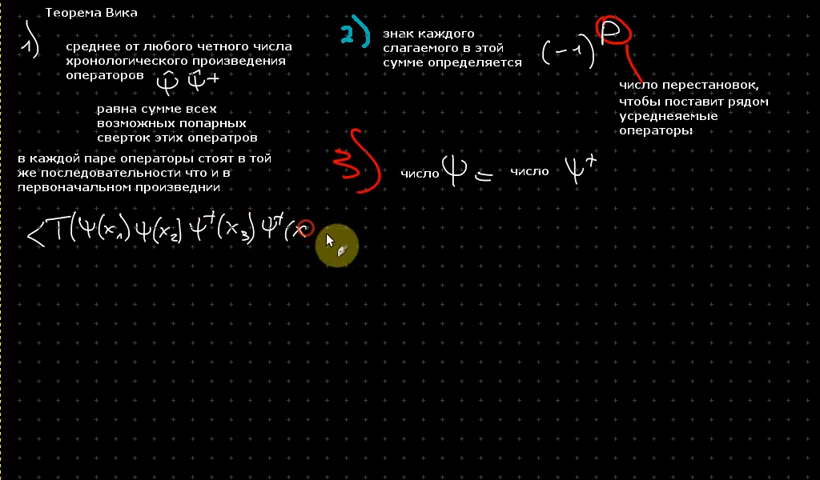 Теорема Вика
1)
среднее от любого четного числа
хронологического произведения
операторов ψ̂ ψ̂+
равна сумме всех
возможных попарных
сверток этих опертров
в каждой паре операторы стоят в той
же последовательности что и в
первоначальном произведнии
2)
знак каждого
слагаемого в этой
сумме определяется
(-1)^P
число перестановок,
чтобы поставит рядом
усредняемые
операторы
3) число ψ = число ψ+
<T(ψ(x₁) ψ(x₂) ψ+(x₃) ψ+(x